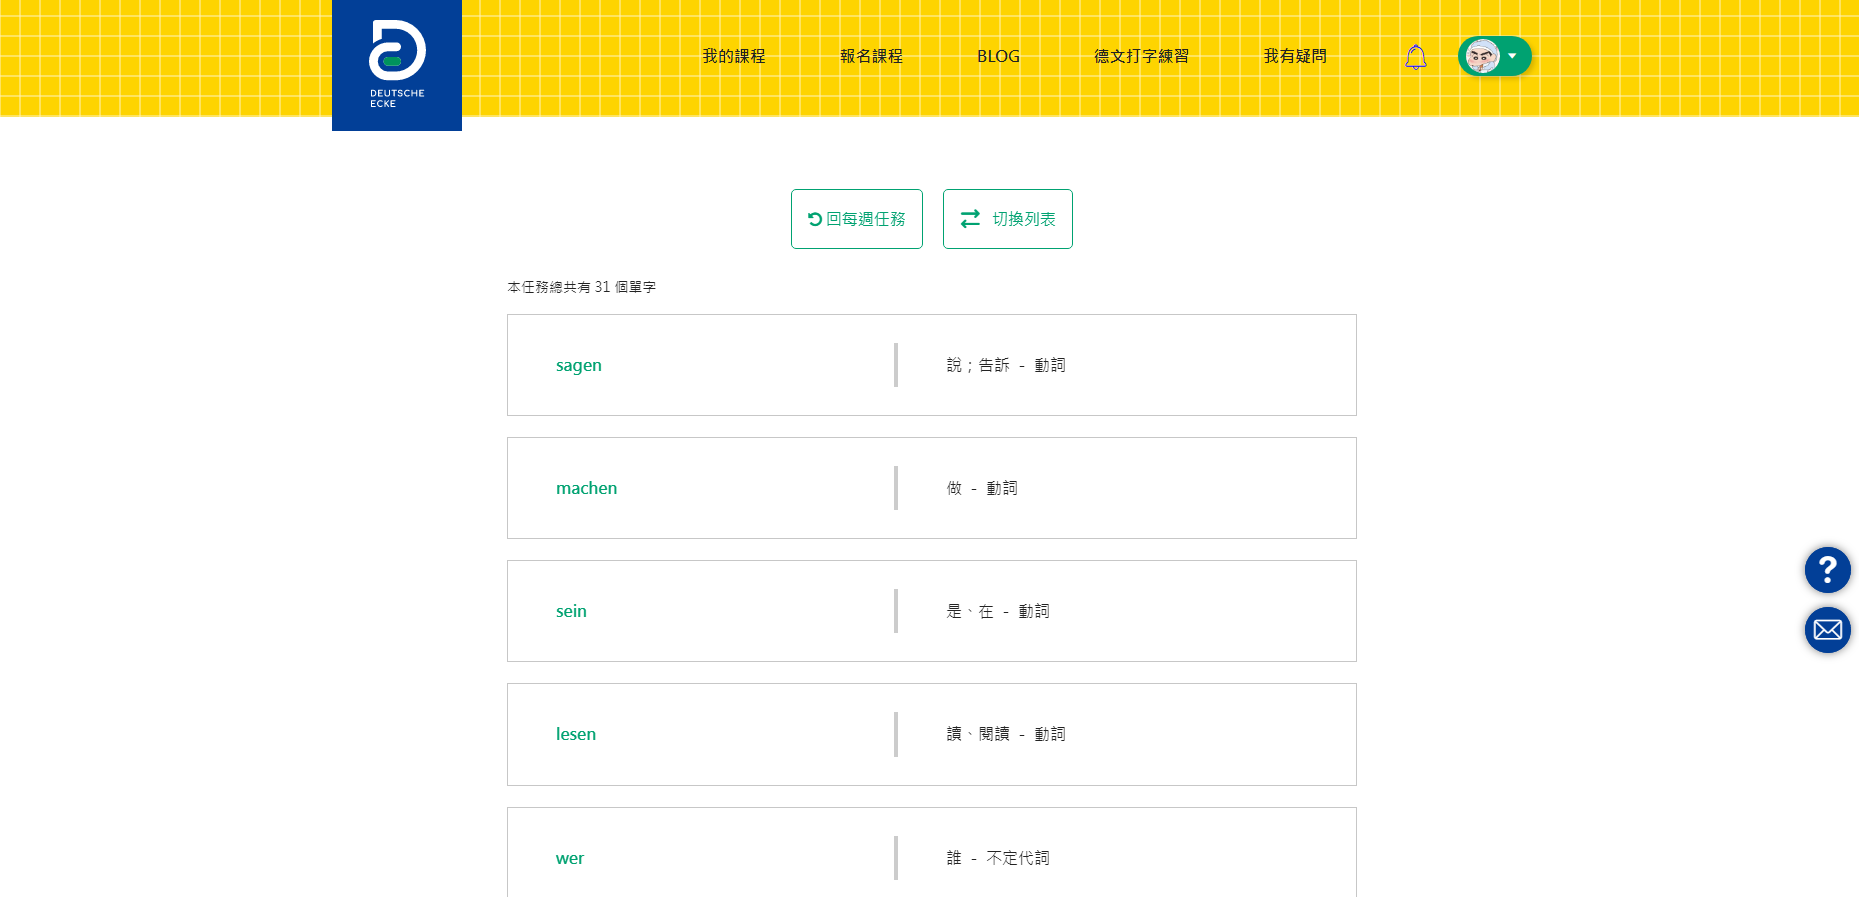 DEUTSCHE
ECKE
我的課程 報名課程 BLOG 德文打字練習 我有疑問
回每週任務 切換列表
本任務總共有 31 個單字
sagen 說；告訴 - 動詞
machen 做 - 動詞
sein 是、在 - 動詞
lesen 讀、閱讀 - 動詞
wer 誰 - 不定代詞